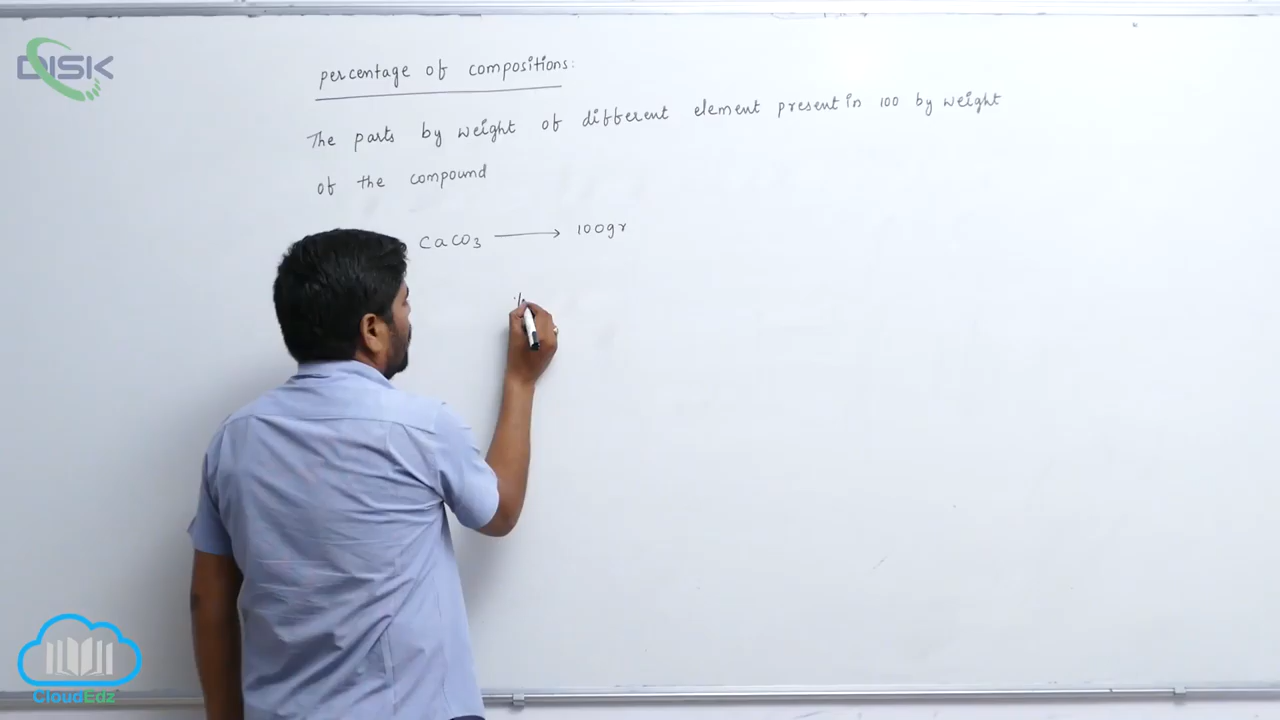 DISK
percentage of compositions:
The parts by weight of different element present in 100 by weight
of the compound
CaCO3 ⟶ 100gr
CloudEdz